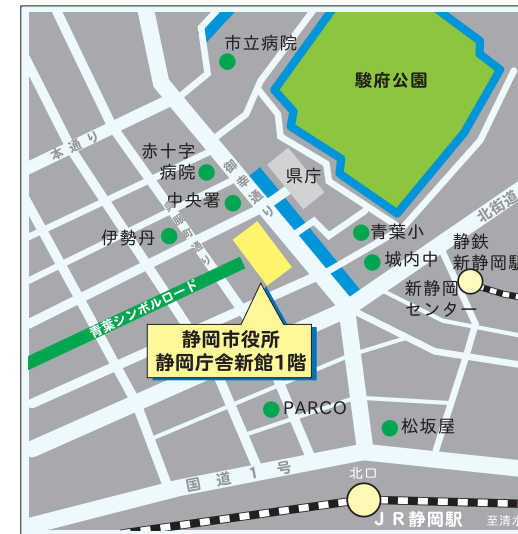 市立病院
駿府公園
本通り
赤十字
病院
御幸通り
県庁
中央署
伊勢丹
青葉小
城内中
北街道
静鉄
新静岡駅
新静岡
センター
青葉シンボルロード
静岡市役所
静岡庁舎新館1階
PARCO
松坂屋
国道1号
北口
JR静岡駅
至清水